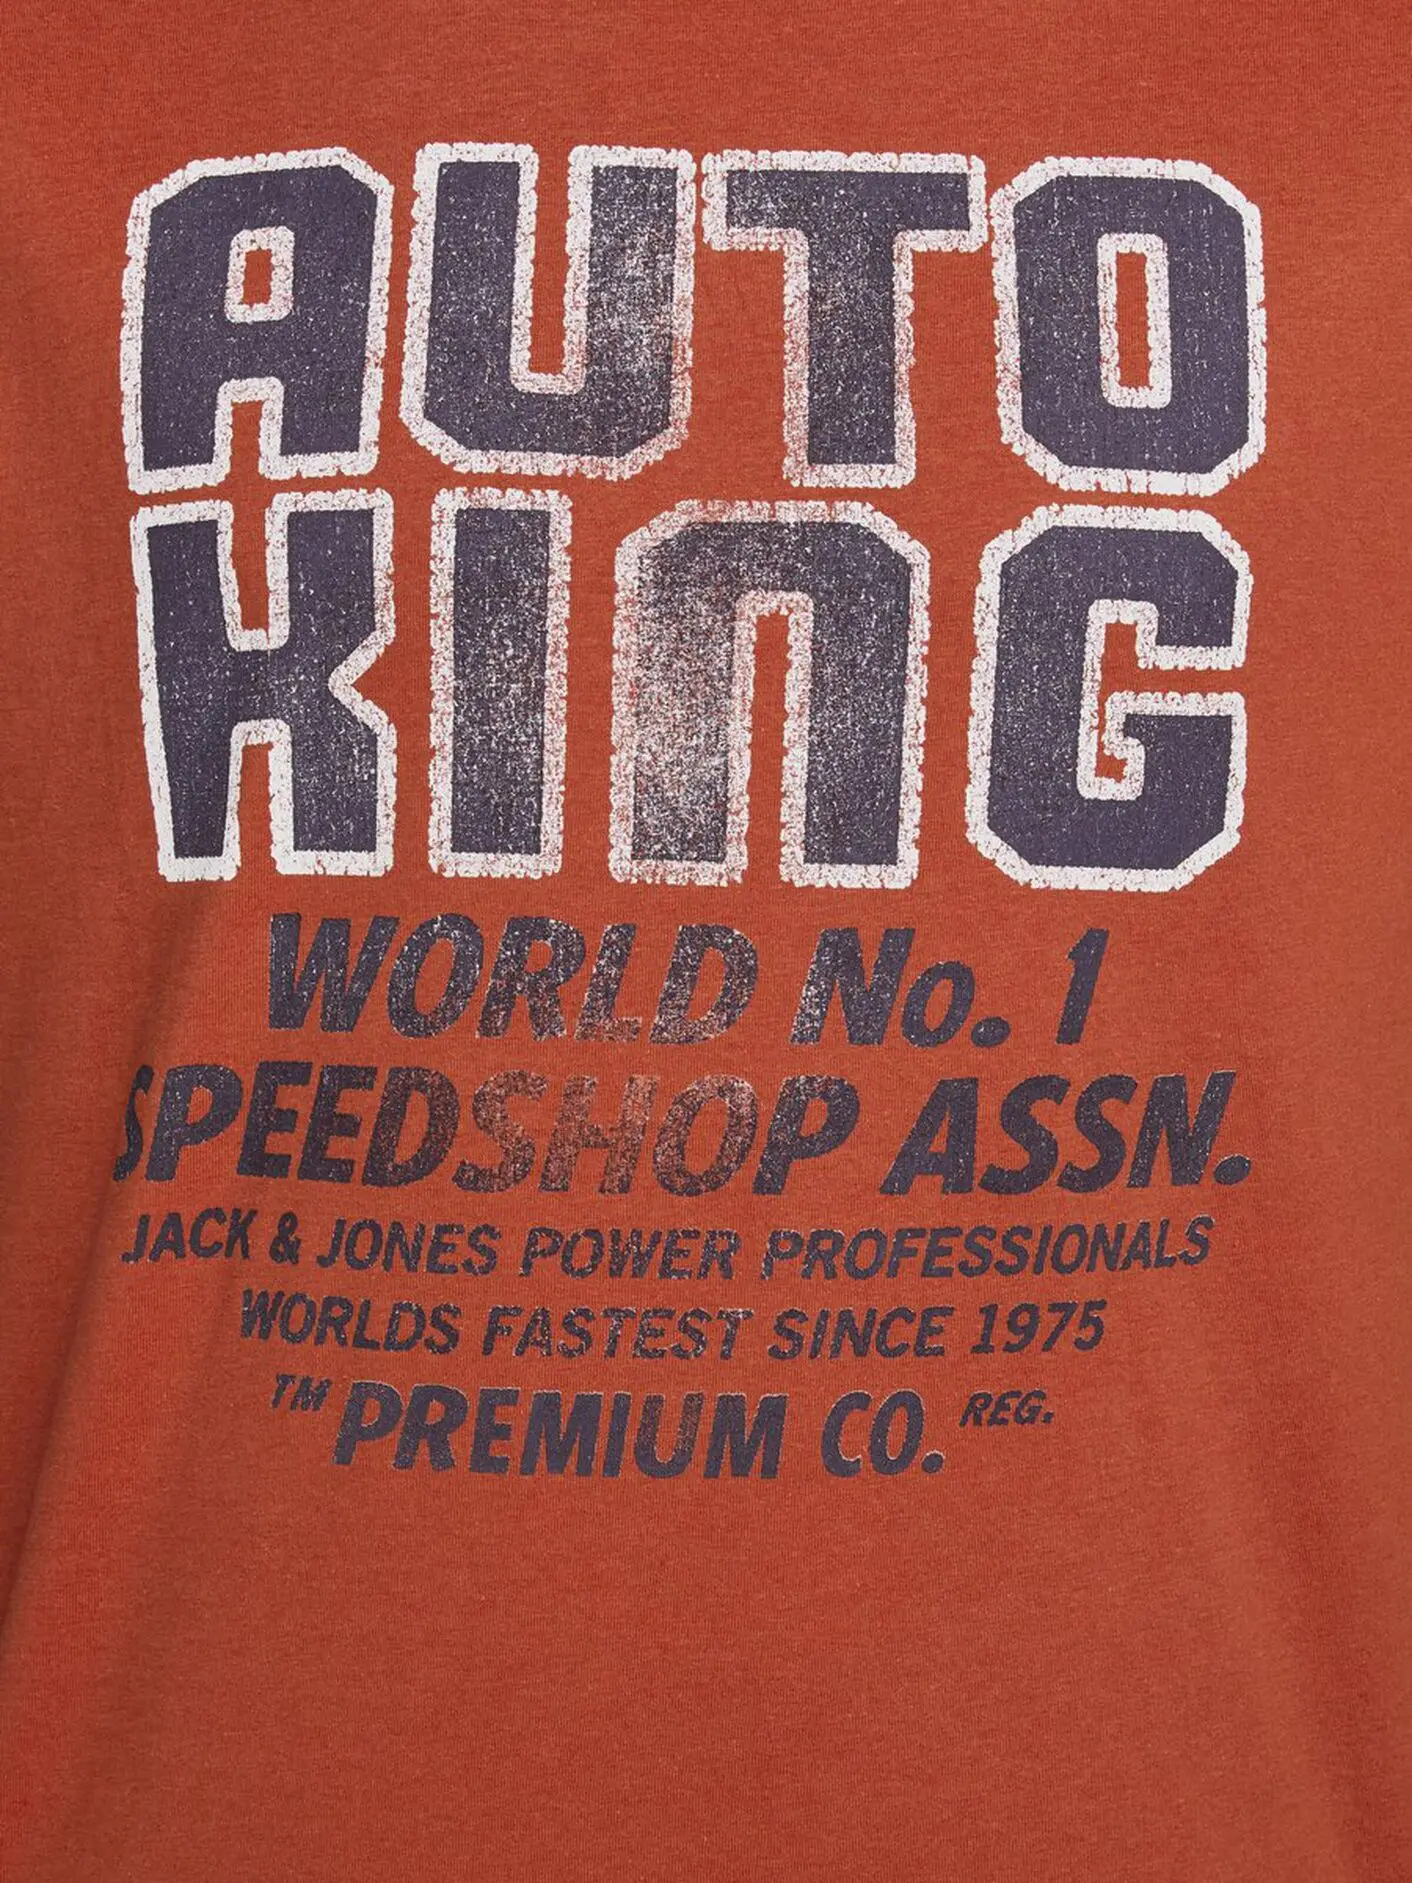 AUTO
KING
WORLD No. 1
SPEEDSHOP ASSN.
JACK & JONES POWER PROFESSIONALS
WORLDS FASTEST SINCE 1975
TM PREMIUM CO. REG.